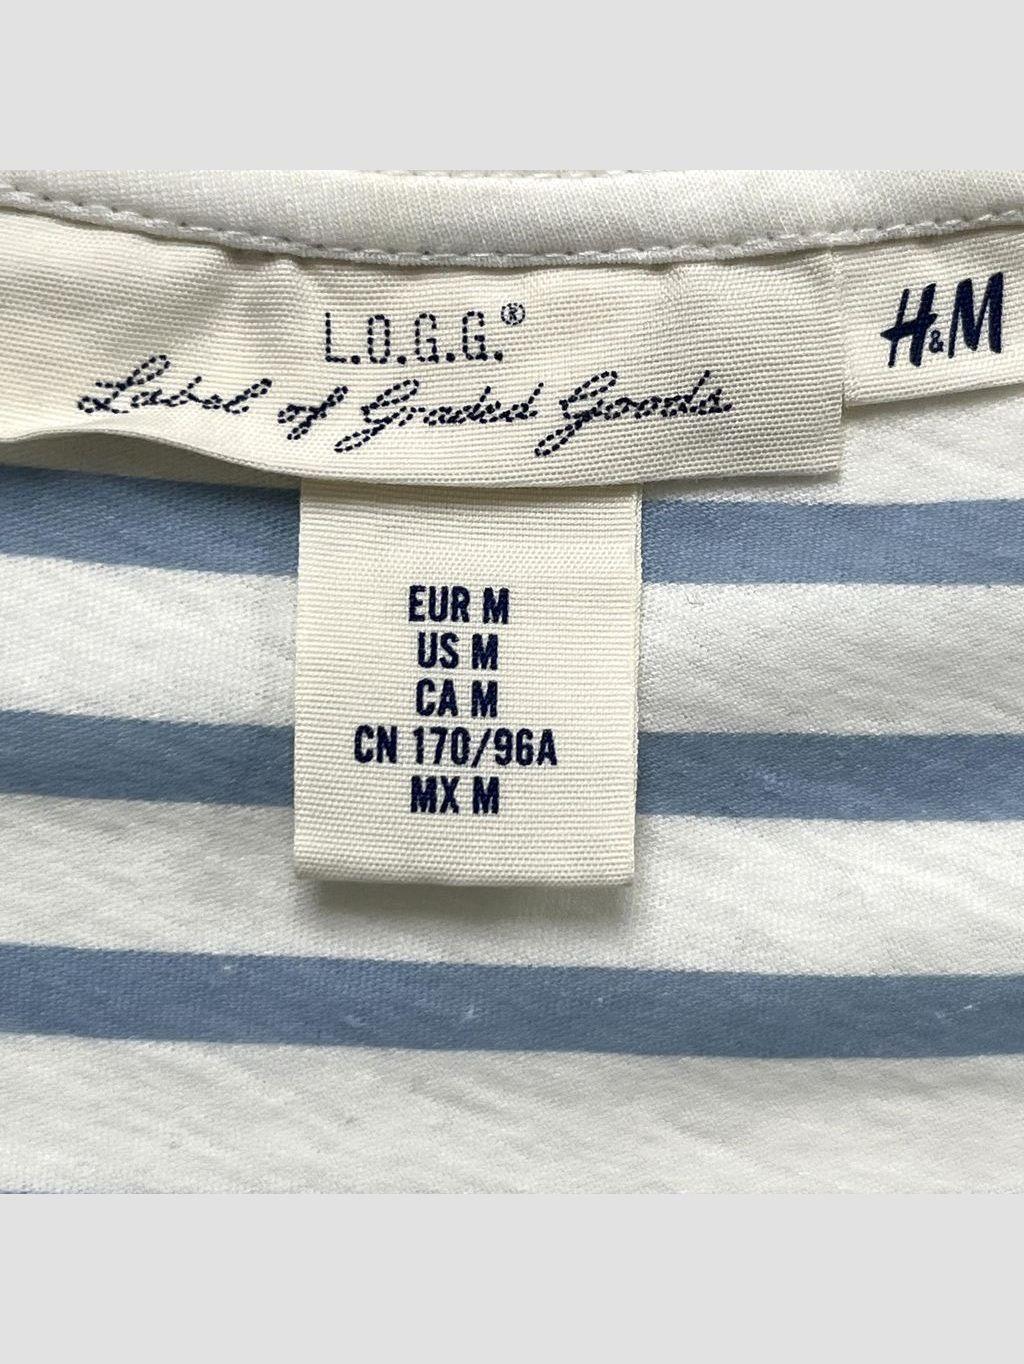 L.O.G.G.®
Label of Graded Goods
H&M
EUR M
US M
CA M
CN 170/96A
MX M